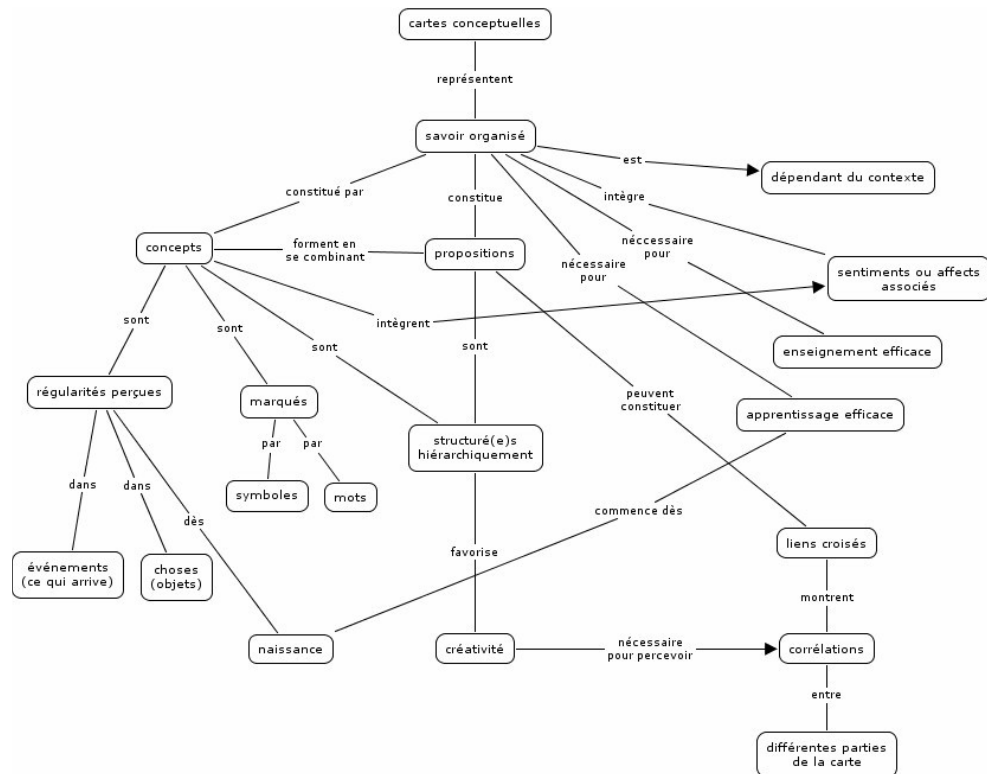 cartes conceptuelles
représentent
savoir organisé
est
dépendant du contexte
constitué par
constitue
intègre
concepts
forment en
se combinant
propositions
néccessaire
pour
nécessaire
pour
sentiments ou affects
associés
sont
sont
intègrent
sont
sont
enseignement efficace
régularités perçues
marqués
peuvent
constituer
apprentissage efficace
par
par
structuré(e)s
hiérarchiquement
dans
dans
symboles
mots
dès
commence dès
favorise
liens croisés
événements
(ce qui arrive)
choses
(objets)
montrent
naissance
créativité
nécessaire
pour percevoir
corrélations
entre
différentes parties
de la carte